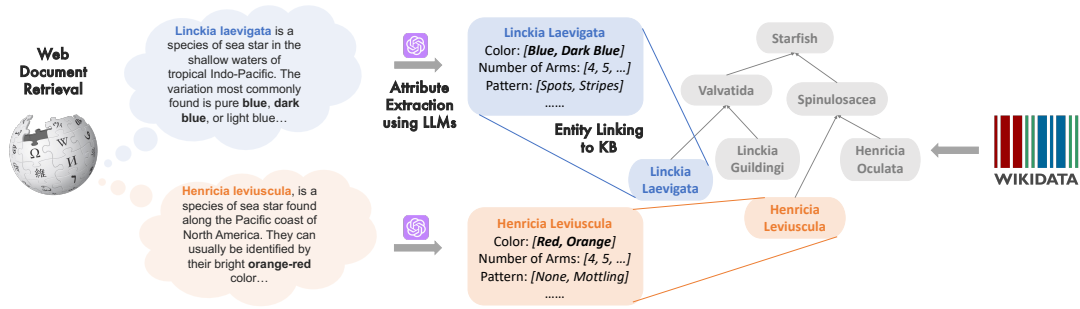 Web
Document
Retrieval
Ω
W
И
維
Linckia laevigata is a
species of sea star in the
shallow waters of
tropical Indo-Pacific. The
variation most commonly
found is pure blue, dark
blue, or light blue…
Henricia leviuscula, is a
species of sea star found
along the Pacific coast of
North America. They can
usually be identified by
their bright orange-red
color…
Attribute
Extraction
using LLMs
Linckia Laevigata
Color: [Blue, Dark Blue]
Number of Arms: [4, 5, …]
Pattern: [Spots, Stripes]
……
Entity Linking
to KB
Henricia Leviuscula
Color: [Red, Orange]
Number of Arms: [4, 5, …]
Pattern: [None, Mottling]
……
Starfish
Valvatida
Spinulosacea
Linckia
Laevigata
Linckia
Guildingi
Henricia
Oculata
Henricia
Leviuscula
WIKIDATA